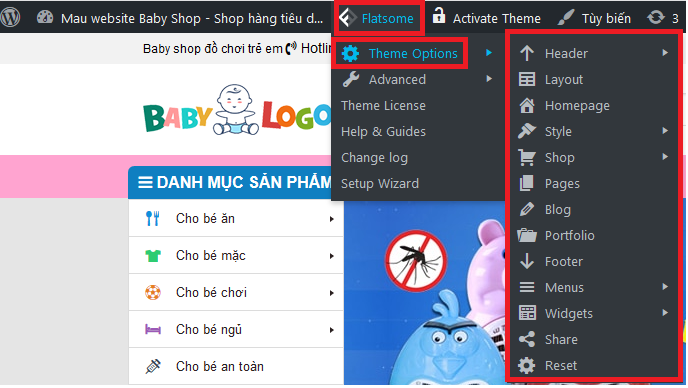 Mau website Baby Shop - Shop hàng tiêu d...
Flatsome
Activate Theme
Tùy biến
3
Baby shop đồ chơi trẻ em
Hotlin
BABY LOGO
DANH MỤC SẢN PHẨM
Cho bé ăn
Cho bé mặc
Cho bé chơi
Cho bé ngủ
Cho bé an toàn
Theme Options
Advanced
Theme License
Help & Guides
Change log
Setup Wizard
Header
Layout
Homepage
Style
Shop
Pages
Blog
Portfolio
Footer
Menus
Widgets
Share
Reset